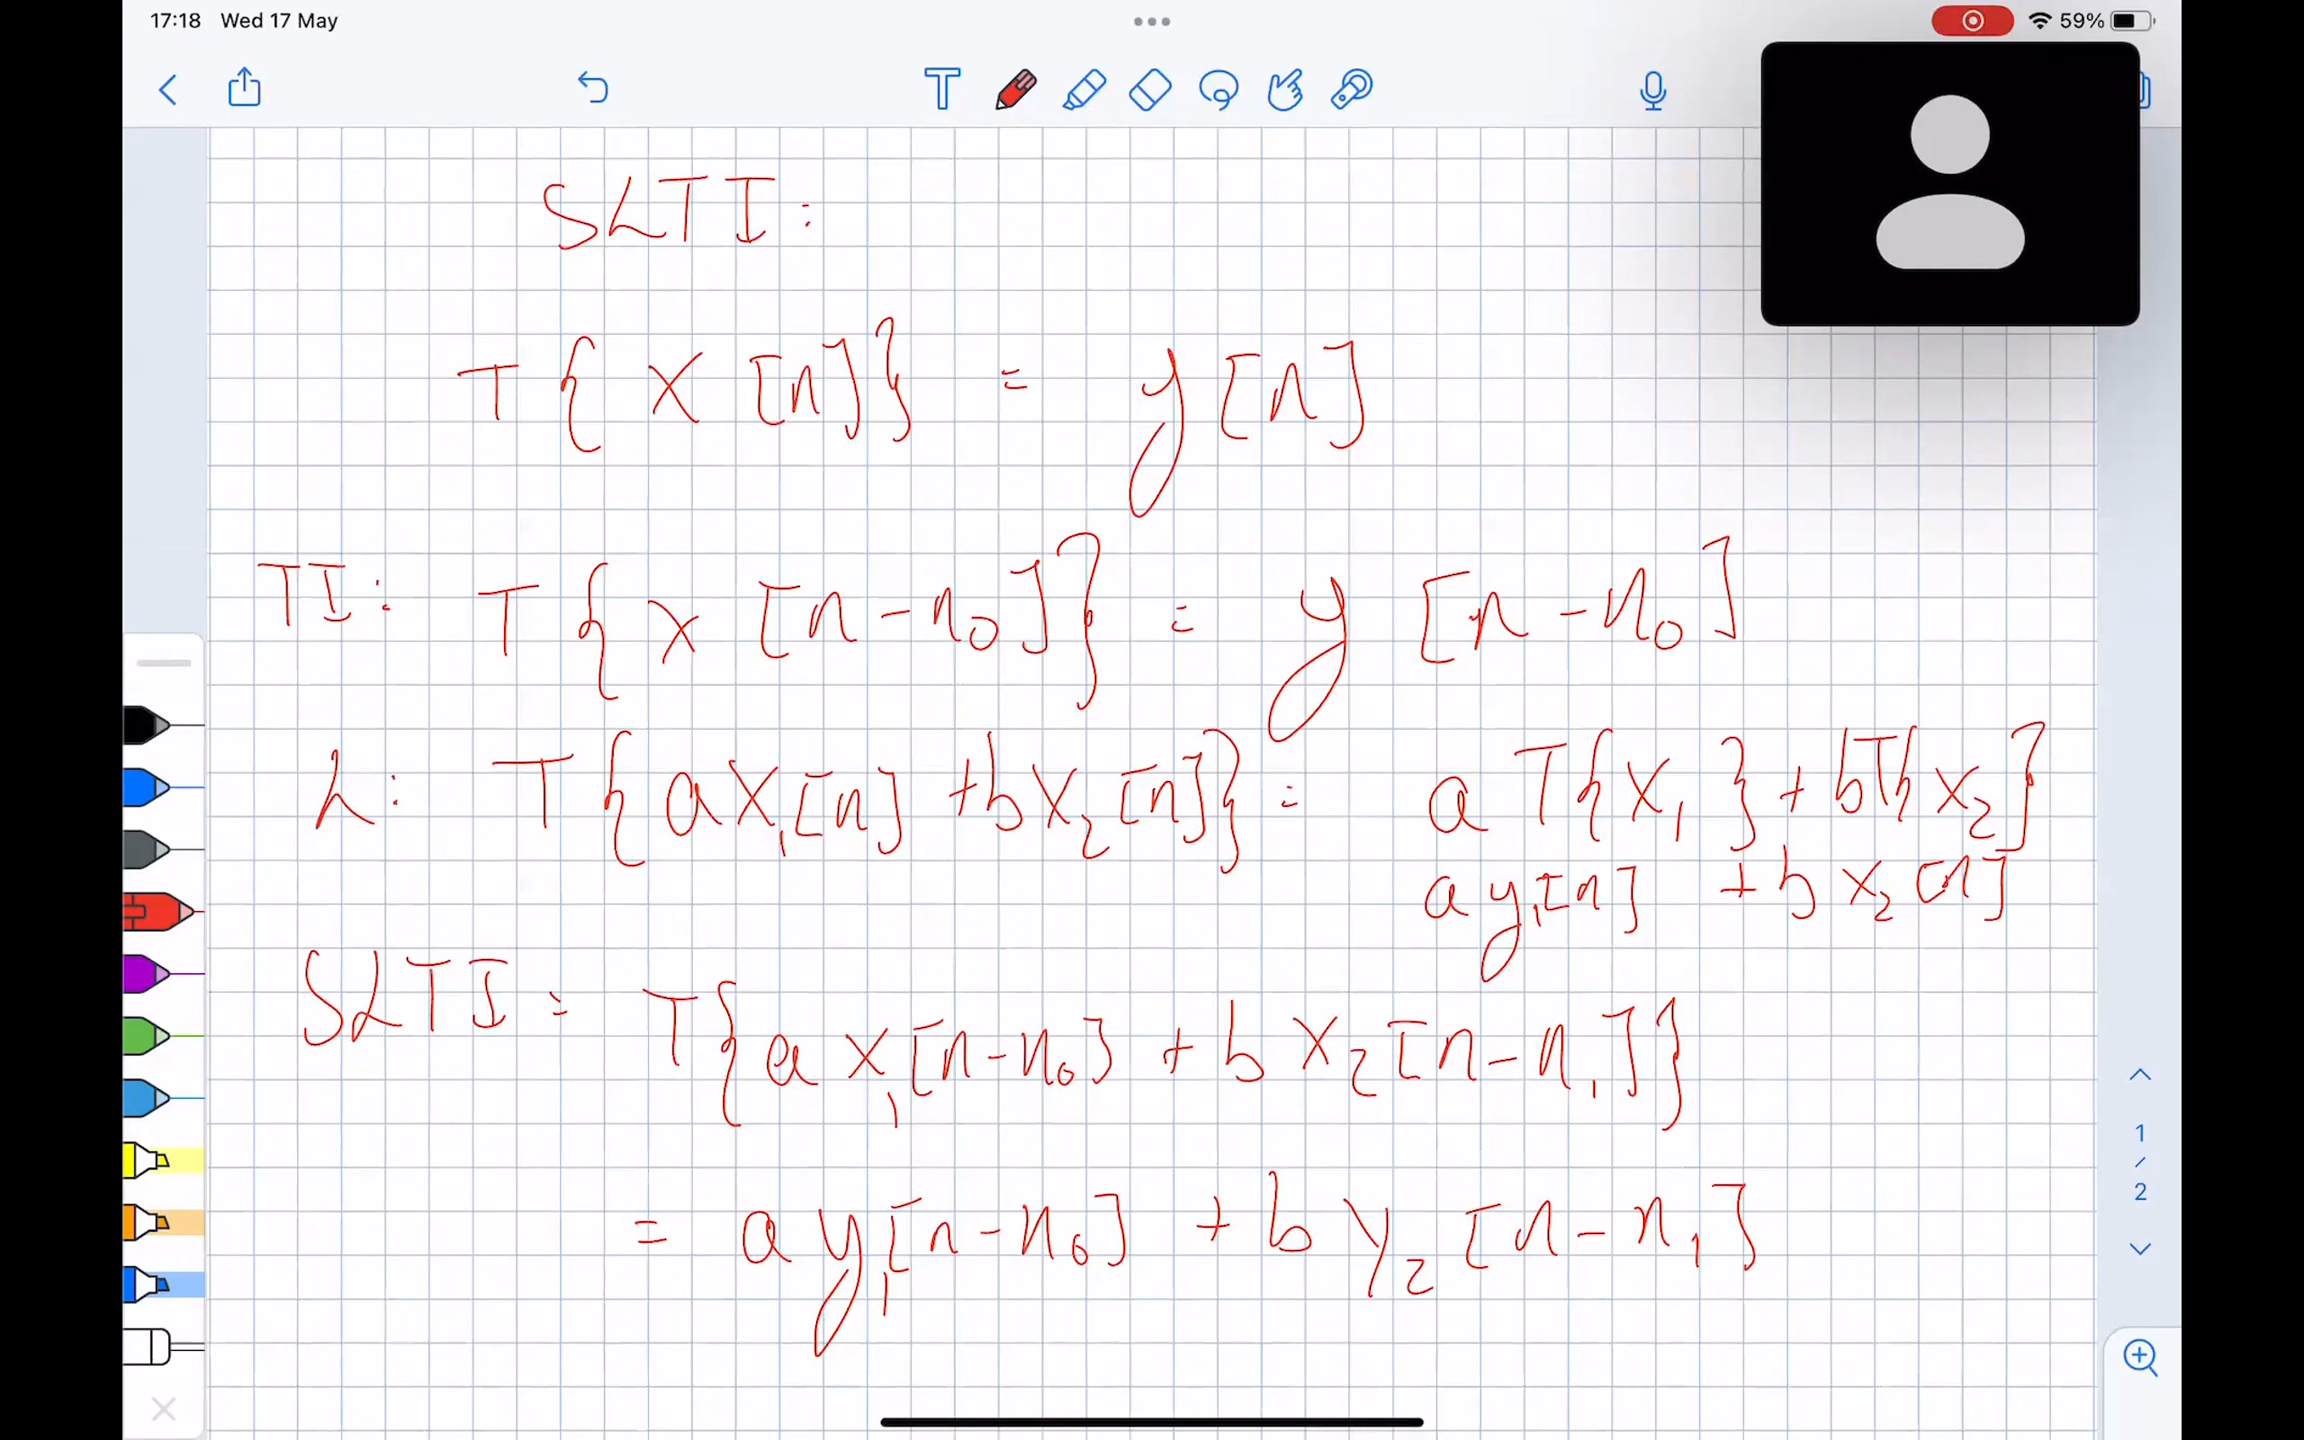 17:18 Wed 17 May 59%
T
SLTI:
T{x[n]} = y[n]
TI: T{x[n-n₀]} = y[n-n₀]
L: T{ax₁[n] +bx₂[n]} = aT{x₁} + bT{x₂}
ay₁[n] +bx₂[n]
SLTI = T{ax₁[n-n₀] + bx₂[n-n₁]}
= ay₁[n-n₀] + by₂[n-n₁]
1
/
2